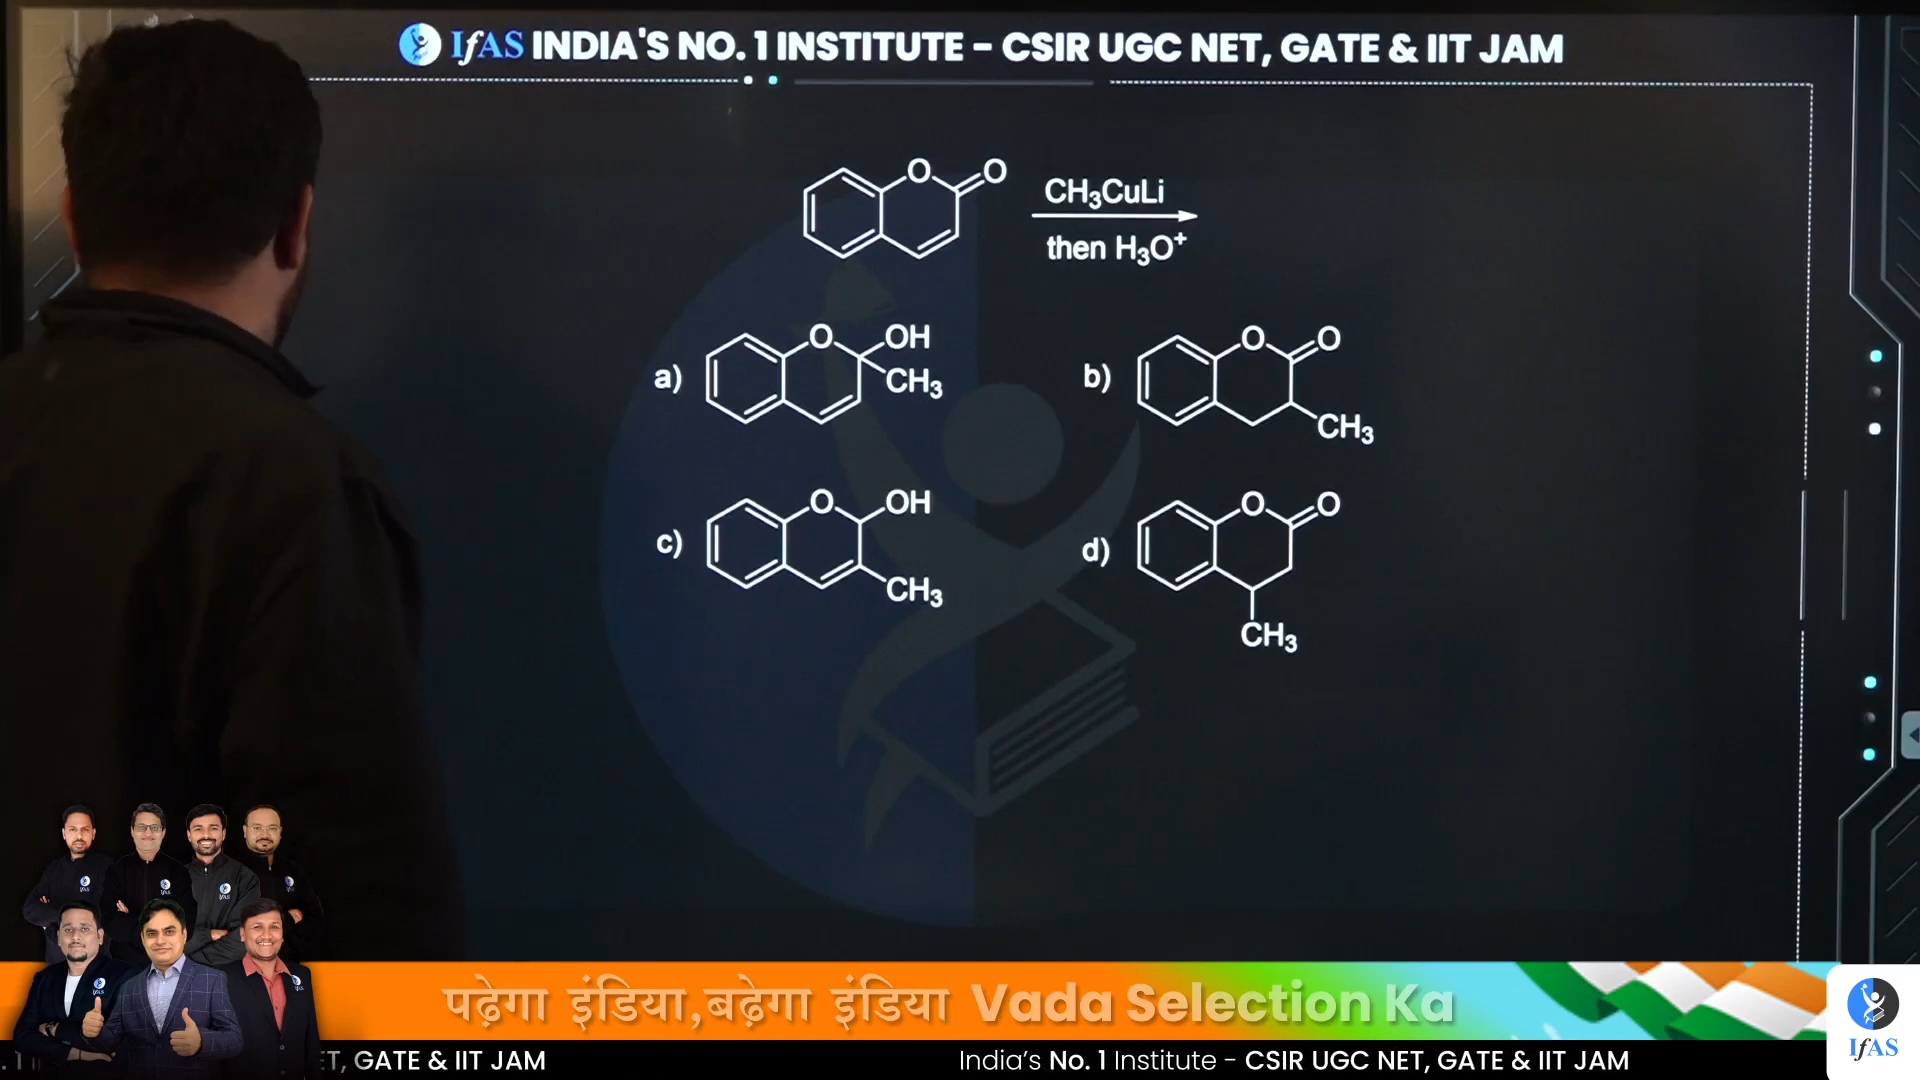 IfAS INDIA'S NO. 1 INSTITUTE - CSIR UGC NET, GATE & IIT JAM
O O
CH₃CuLi
then H₃O⁺
a) O OH
CH₃
b) O O
CH₃
c) O OH
CH₃
d) O O
CH₃
पढ़ेगा इंडिया,बढ़ेगा इंडिया Vada Selection Ka
IfAS
ET, GATE & IIT JAM India's No. 1 Institute - CSIR UGC NET, GATE & IIT JAM